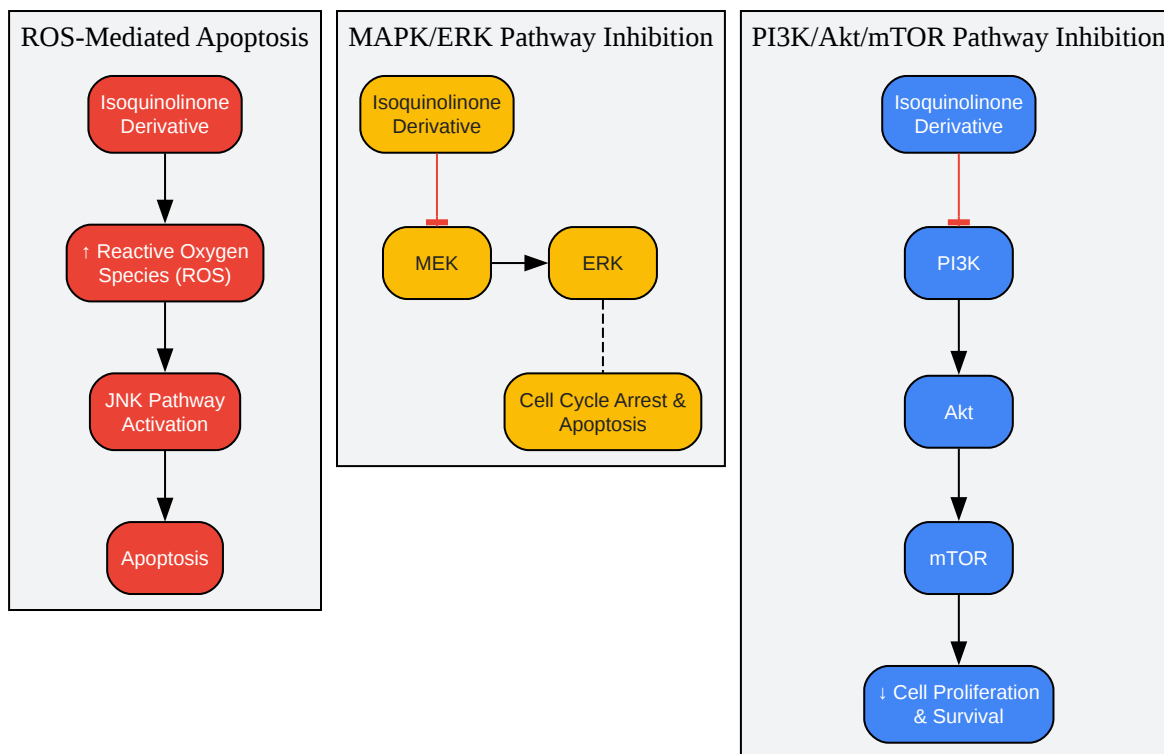 ROS-Mediated Apoptosis
Isoquinolinone
Derivative
↑ Reactive Oxygen
Species (ROS)
JNK Pathway
Activation
Apoptosis
MAPK/ERK Pathway Inhibition
Isoquinolinone
Derivative
MEK
ERK
Cell Cycle Arrest &
Apoptosis
PI3K/Akt/mTOR Pathway Inhibition
Isoquinolinone
Derivative
PI3K
Akt
mTOR
↓ Cell Proliferation
& Survival